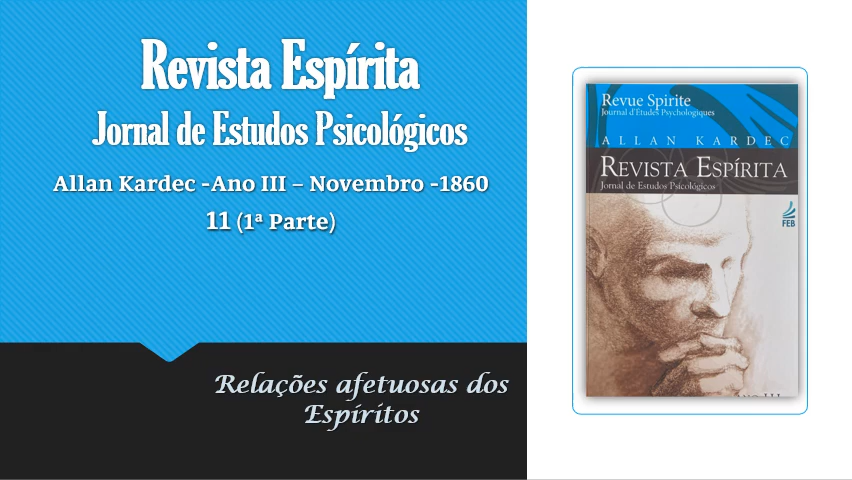 Revista Espírita
Jornal de Estudos Psicológicos
Allan Kardec -Ano III – Novembro -1860
11 (1ª Parte)
Relações afetuosas dos
Espíritos
Revue Spirite
Journal d'Études Psychologiques
ALLAN KARDEC
REVISTA ESPÍRITA
Jornal de Estudos Psicológicos
FEB